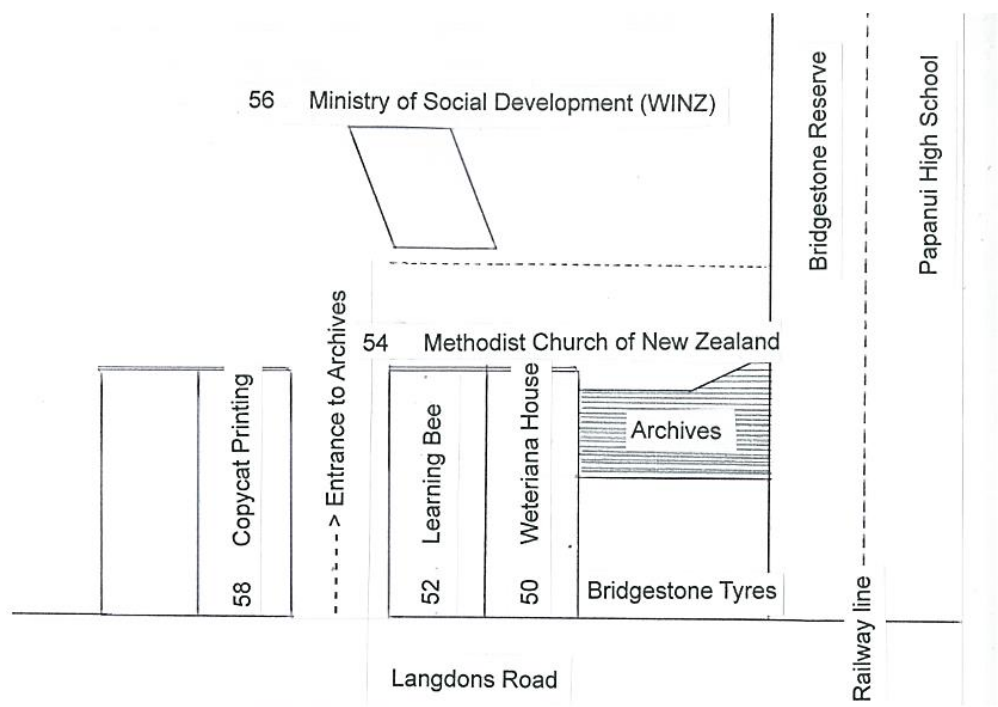 56 Ministry of Social Development (WINZ)
Bridgestone Reserve
Papanui High School
54 Methodist Church of New Zealand
----> Entrance to Archives
58 Copycat Printing
52 Learning Bee
50 Weteriana House
Archives
Bridgestone Tyres
Railway line
Langdons Road